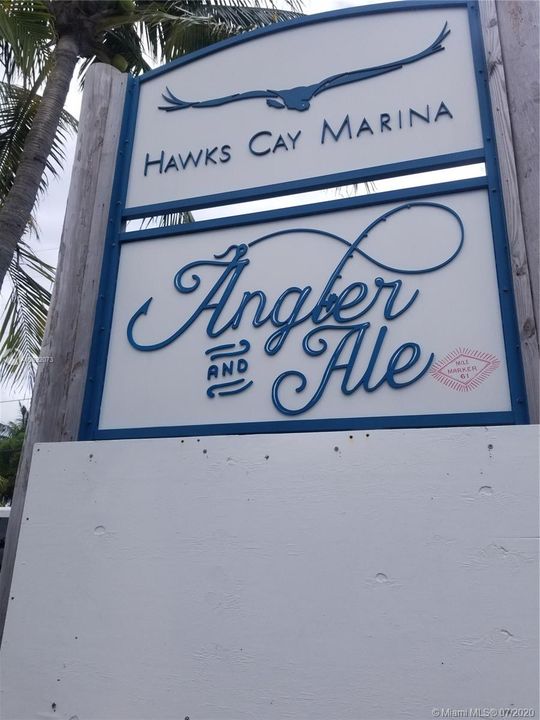 HAWKS CAY MARINA
Angler
AND
Ale
MILE
MARKER
61
©Miami MLS® 07/2020